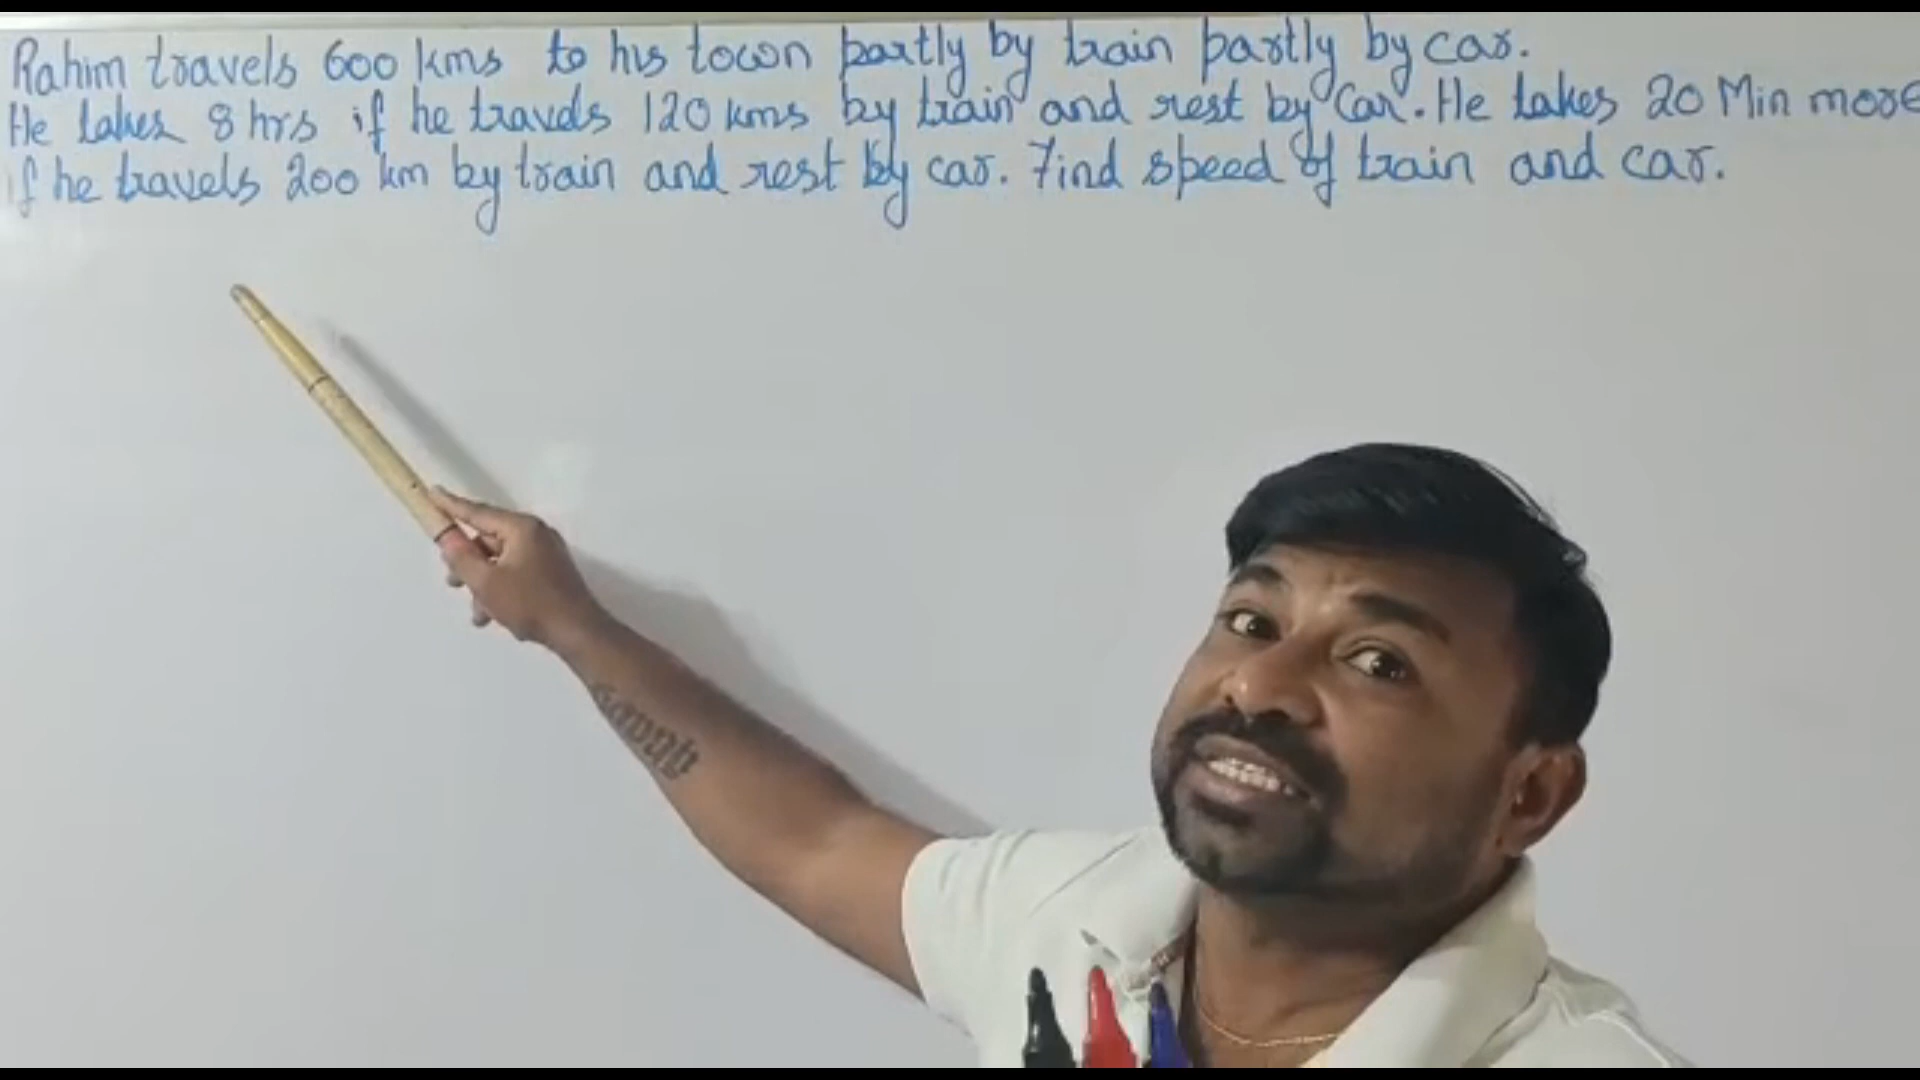 Rahim travels 600 kms to his town partly by train partly by car.
He takes 8 hrs if he travels 120 kms by train and rest by Car. He takes 20 Min more
if he travels 200 km by train and rest by car. Find speed of train and car.